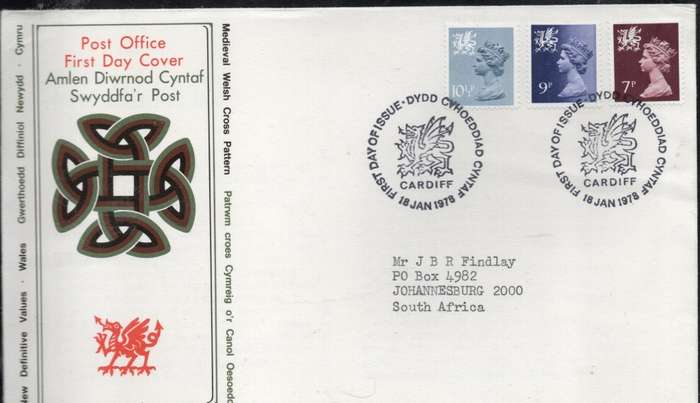 Post Office
First Day Cover
Amlen Diwrnod Cyntaf
Swyddfa'r Post
New Definitive Values · Wales Gwerthoedd Diffiniol Newydd · Cymru
Medieval Welsh Cross Pattern Patrwm croes Cymreig o'r Canol Oesoedd
10½P
9P
7P
FIRST DAY OF ISSUE · DYDD CYHOEDDIAD CYNTAF
CARDIFF
18 JAN 1978
FIRST DAY OF ISSUE · DYDD CYHOEDDIAD CYNTAF
CARDIFF
18 JAN 1978
Mr J B R Findlay
PO Box 4982
JOHANNESBURG 2000
South Africa